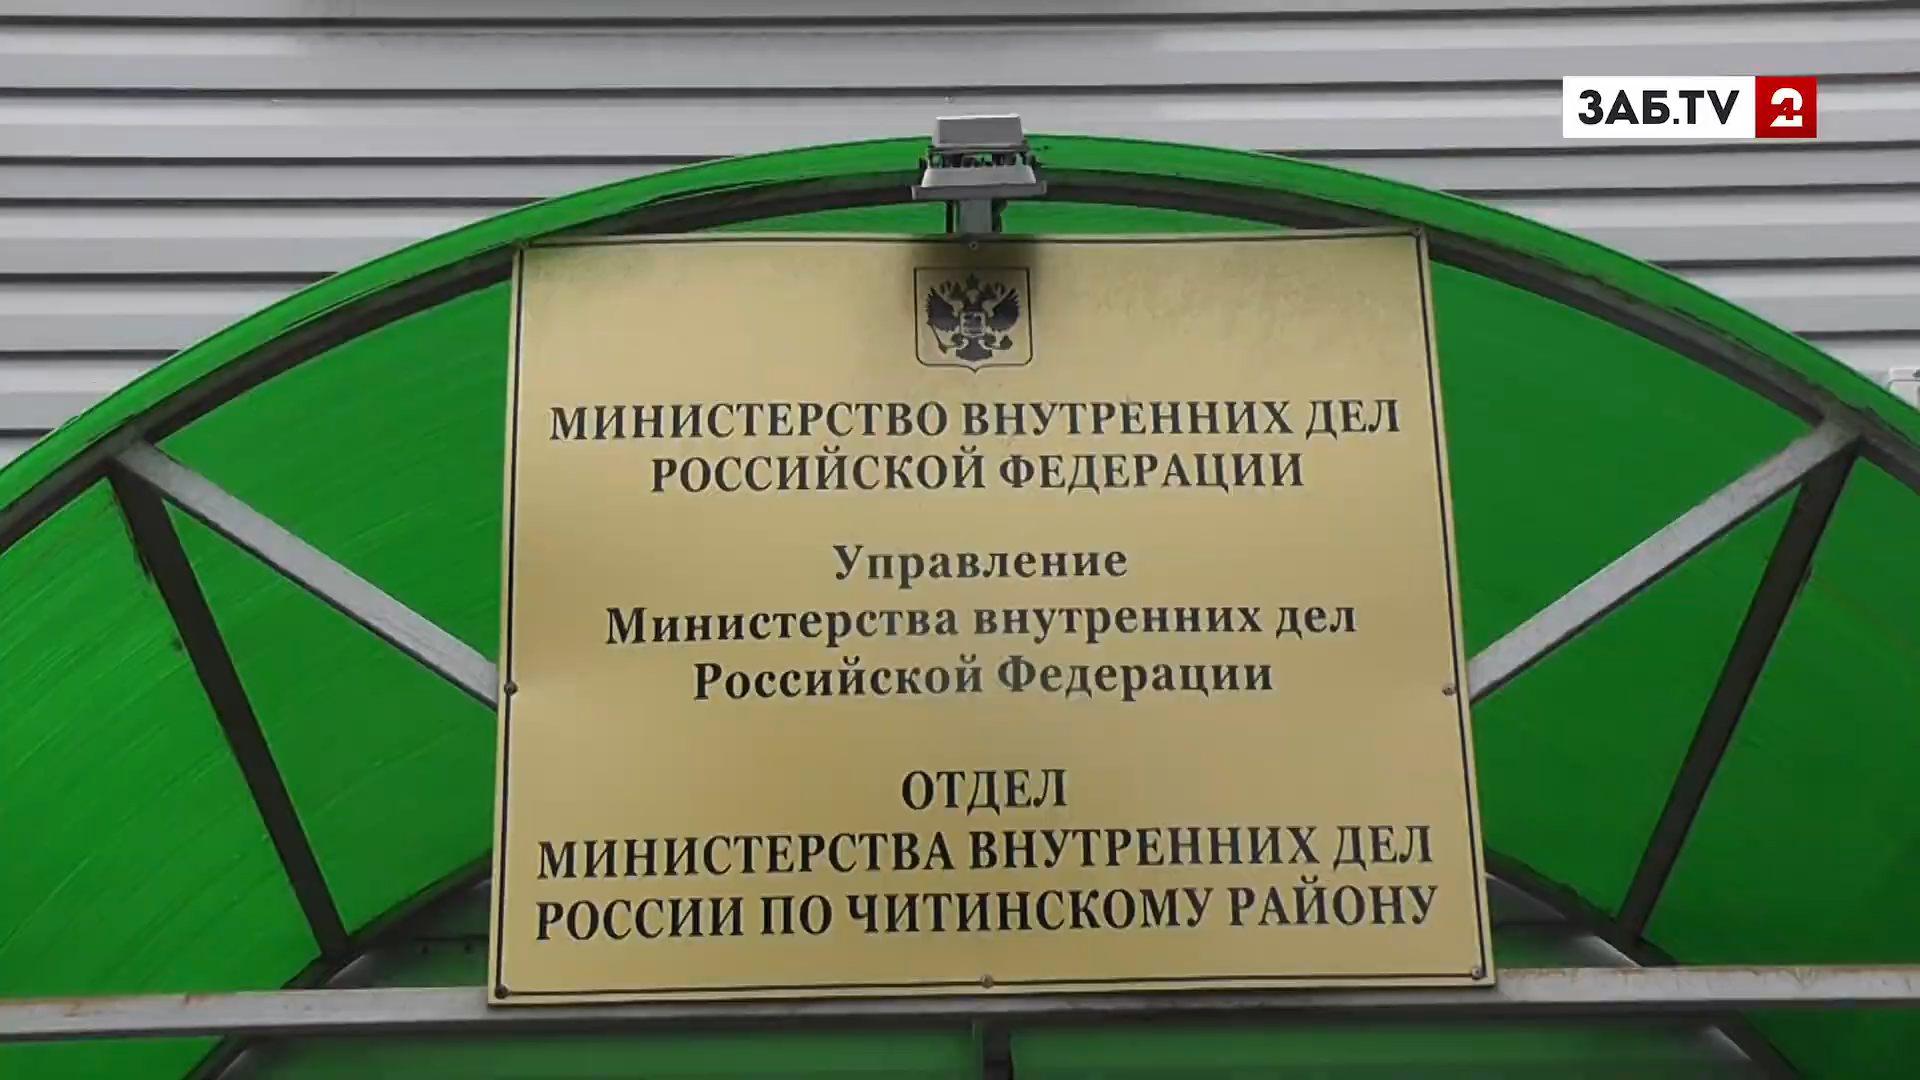 ЗАБ.TV 24
МИНИСТЕРСТВО ВНУТРЕННИХ ДЕЛ
РОССИЙСКОЙ ФЕДЕРАЦИИ
Управление
Министерства внутренних дел
Российской Федерации
ОТДЕЛ
МИНИСТЕРСТВА ВНУТРЕННИХ ДЕЛ
РОССИИ ПО ЧИТИНСКОМУ РАЙОНУ